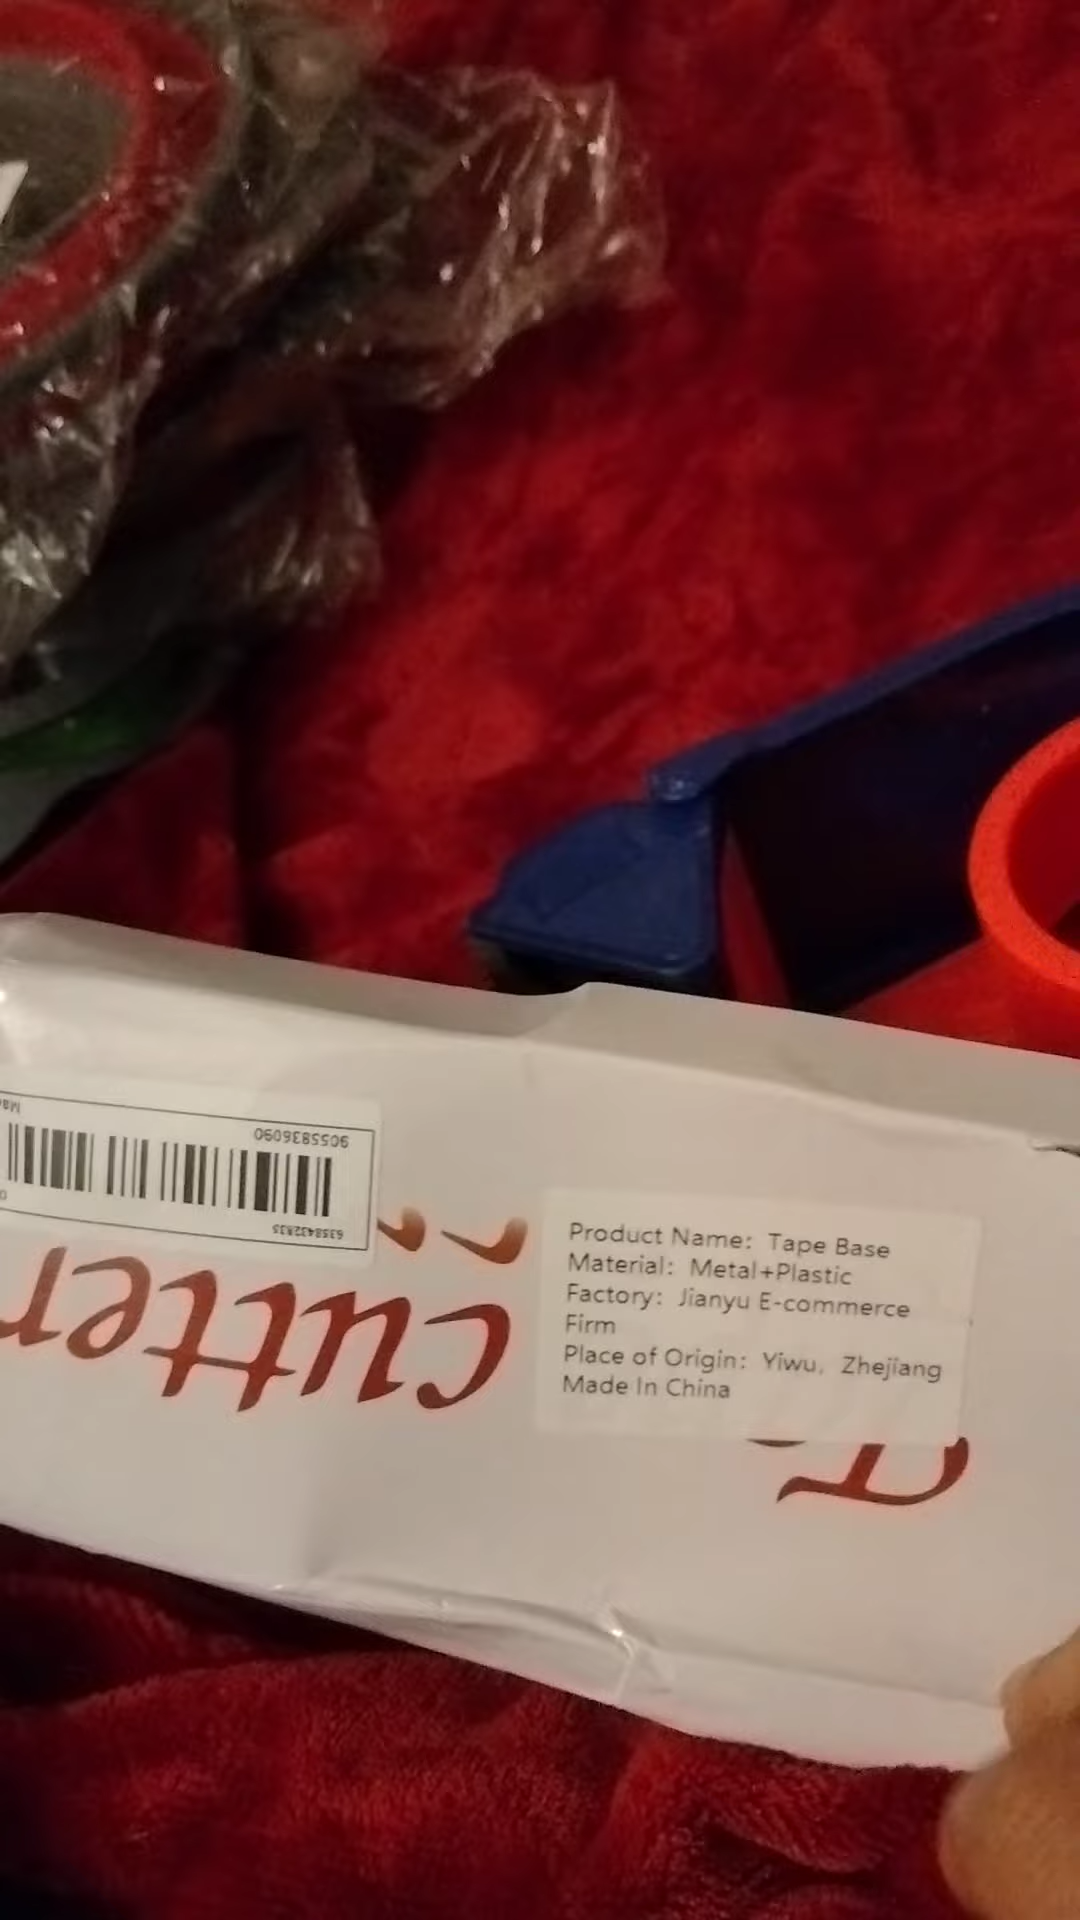 9055836090
6358432835
cutter
Product Name: Tape Base
Material: Metal+Plastic
Factory: Jianyu E-commerce
Firm
Place of Origin: Yiwu, Zhejiang
Made In China